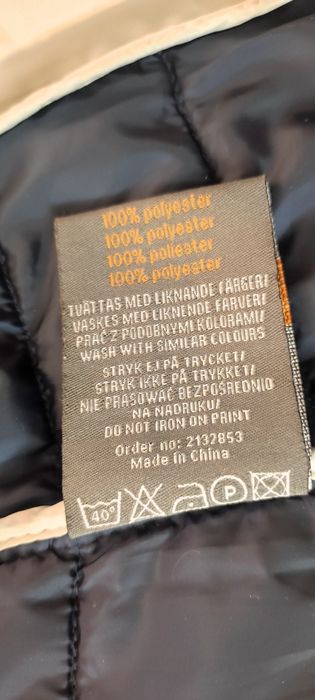 100% polyester
100% polyester
100% poliester
100% polyester
TVÄTTAS MED LIKNANDE FÄRGER/
VASKES MED LIKNENDE FARVER/
PRAĆ Z PODOBNYMI KOLORAMI/
WASH WITH SIMILAR COLOURS
STRYK EJ PÅ TRYCKET/
STRYK IKKE PÅ TRYKKET/
NIE PRASOWAĆ BEZPOŚREDNIO
NA NADRUKU/
DO NOT IRON ON PRINT
Order no: 2132853
Made in China
40° P